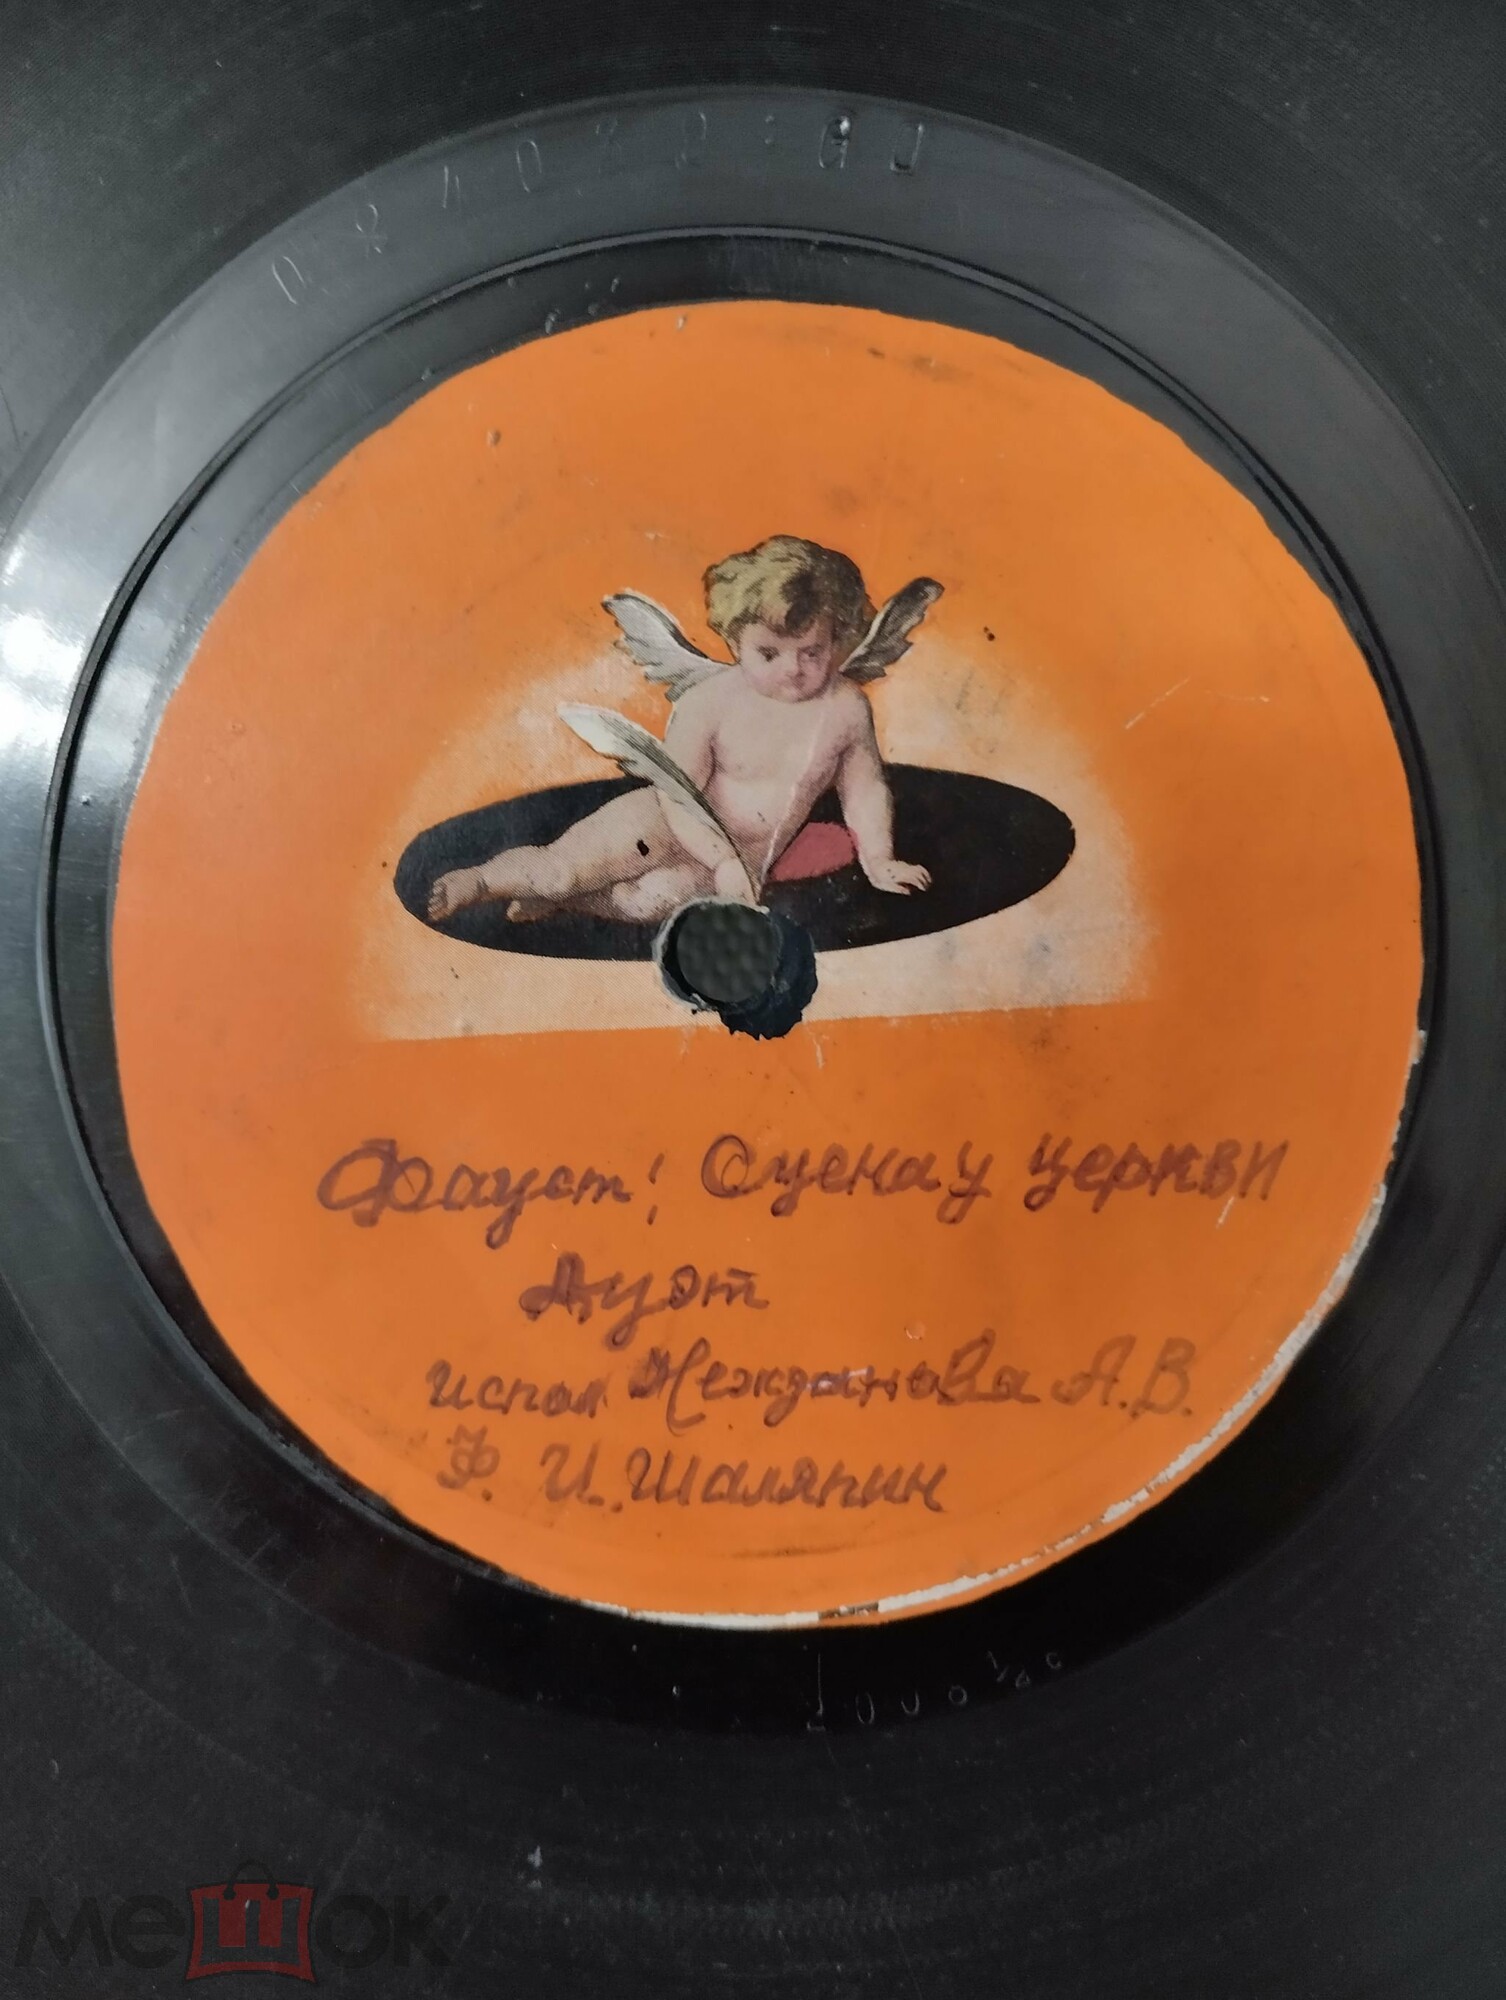 Фауст! Сцена у церкви
Дуэт
испол Нежданова А.В.
Ф. И. Шаляпин
мешок